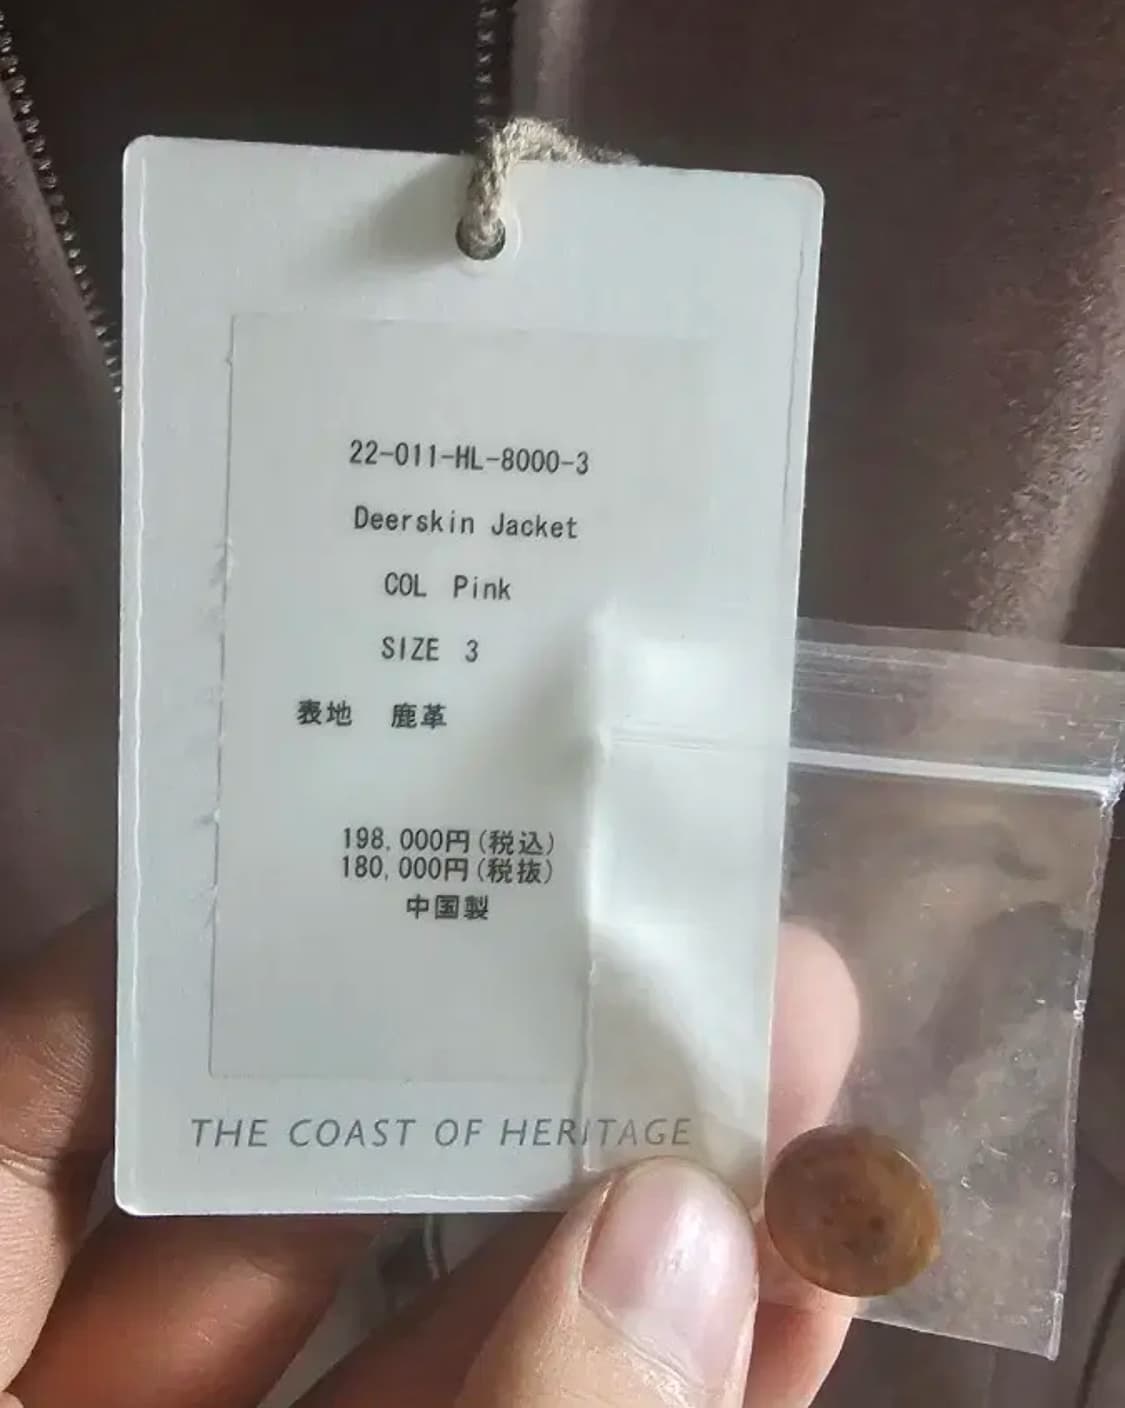 22-011-HL-8000-3
Deerskin Jacket
COL Pink
SIZE 3
表地 鹿革
198,000円(税込)
180,000円(税抜)
中国製
THE COAST OF HERITAGE